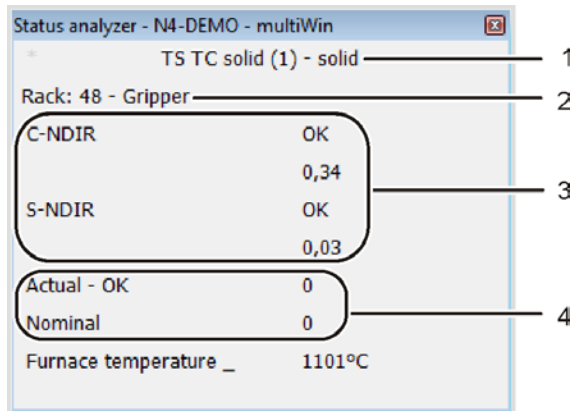 Status analyzer - N4-DEMO - multiWin
* TS TC solid (1) - solid 1
Rack: 48 - Gripper 2
C-NDIR OK
0,34
3
S-NDIR OK
0,03
Actual - OK 0
4
Nominal 0
Furnace temperature _ 1101ºC